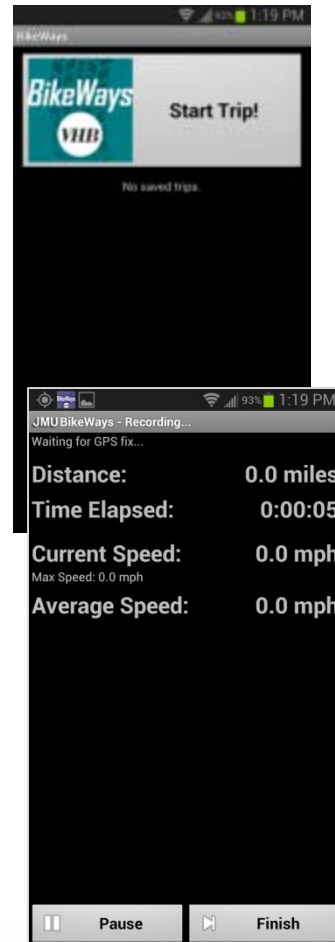 1:19 PM
BikeWays
BikeWays
VHB
Start Trip!
No saved trips.
93% 1:19 PM
JMU BikeWays - Recording...
Waiting for GPS fix...
Distance: 0.0 miles
Time Elapsed: 0:00:05
Current Speed: 0.0 mph
Max Speed: 0.0 mph
Average Speed: 0.0 mph
Pause Finish